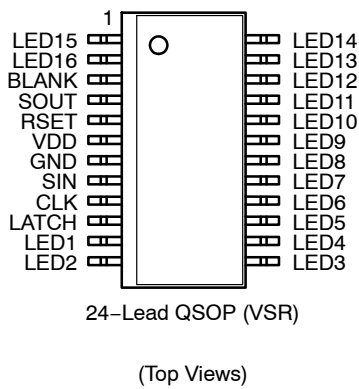 1
LED15 LED14
LED16 LED13
BLANK LED12
SOUT LED11
RSET LED10
VDD LED9
GND LED8
SIN LED7
CLK LED6
LATCH LED5
LED1 LED4
LED2 LED3
24−Lead QSOP (VSR)
(Top Views)